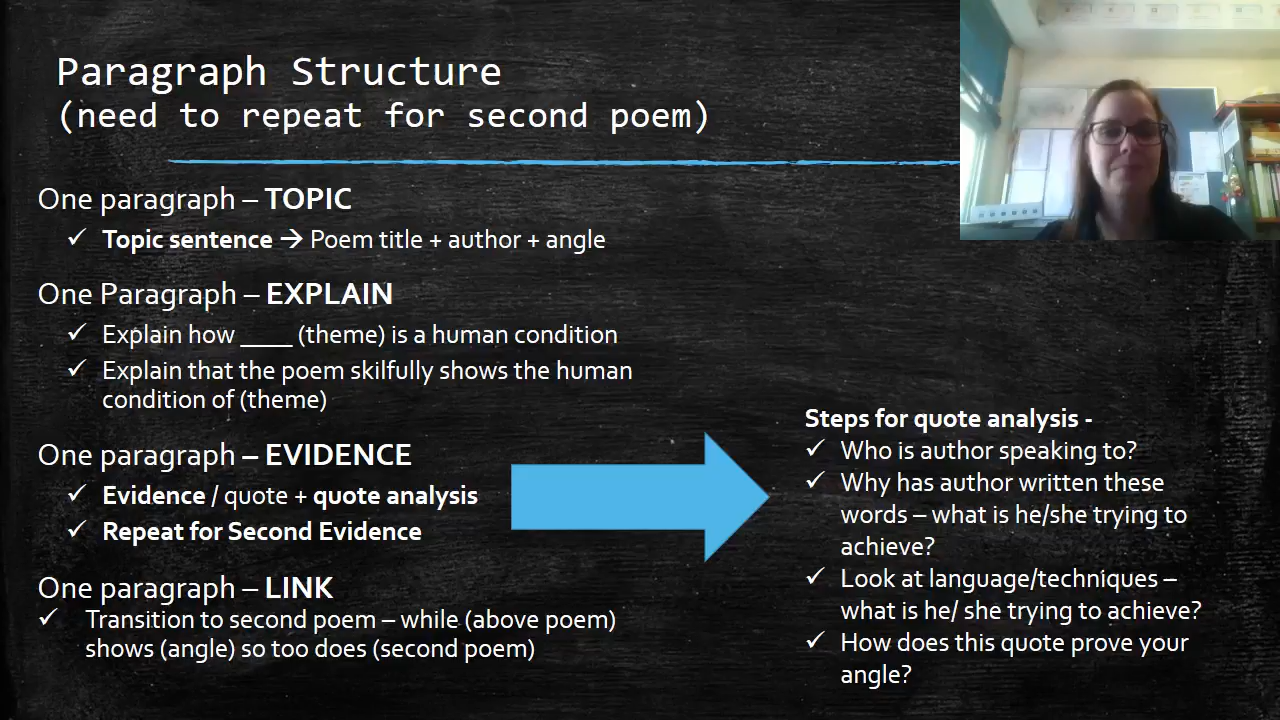 Paragraph Structure
(need to repeat for second poem)
One paragraph – TOPIC
✓ Topic sentence → Poem title + author + angle
One Paragraph – EXPLAIN
✓ Explain how ____ (theme) is a human condition
✓ Explain that the poem skilfully shows the human
condition of (theme)
One paragraph – EVIDENCE
✓ Evidence / quote + quote analysis
✓ Repeat for Second Evidence
One paragraph – LINK
✓ Transition to second poem – while (above poem)
shows (angle) so too does (second poem)
Steps for quote analysis -
✓ Who is author speaking to?
✓ Why has author written these
words – what is he/she trying to
achieve?
✓ Look at language/techniques –
what is he/ she trying to achieve?
✓ How does this quote prove your
angle?